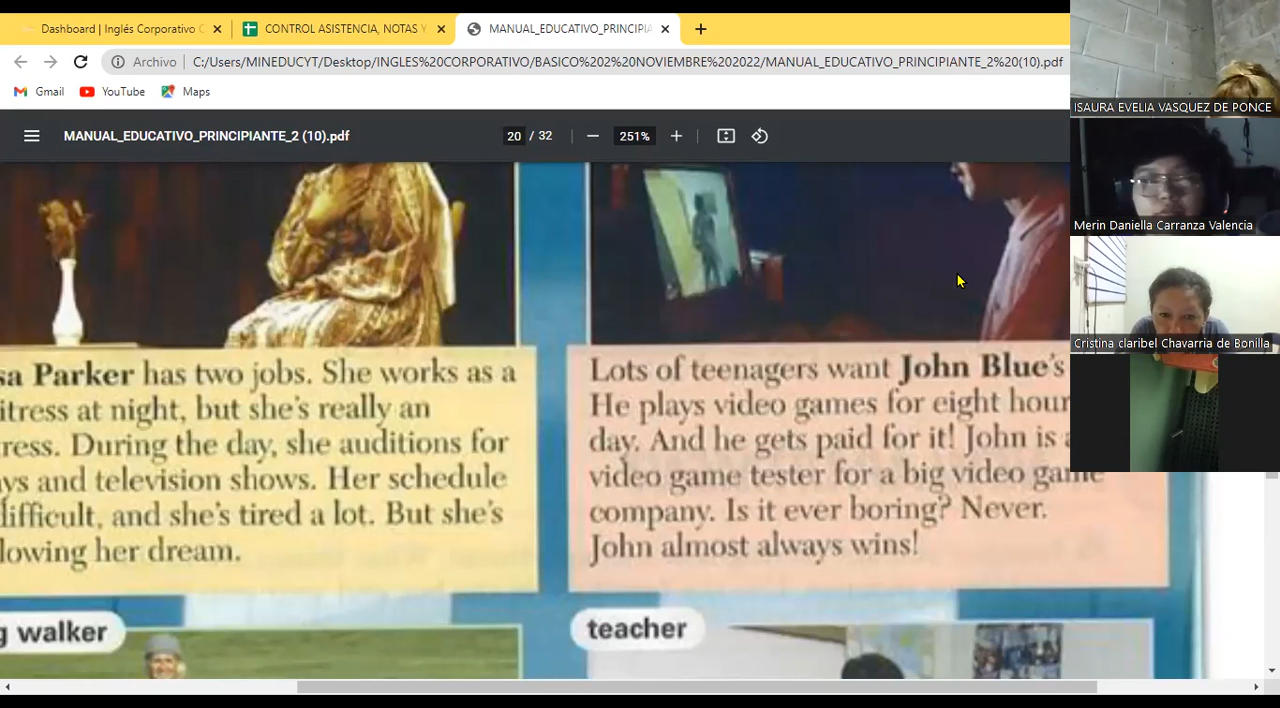 Dashboard | Inglés Corporativo
CONTROL ASISTENCIA, NOTAS Y
MANUAL_EDUCATIVO_PRINCIPIA
Archivo
C:/Users/MINEDUCYT/Desktop/INGLES%20CORPORATIVO/BASICO%202%20NOVIEMBRE%202022/MANUAL_EDUCATIVO_PRINCIPIANTE_2%20(10).pdf
Gmail
YouTube
Maps
MANUAL_EDUCATIVO_PRINCIPIANTE_2 (10).pdf
20 / 32
251%
sa Parker has two jobs. She works as a
itress at night, but she's really an
tress. During the day, she auditions for
ys and television shows. Her schedule
difficult, and she's tired a lot. But she's
lowing her dream.
Lots of teenagers want John Blue's
He plays video games for eight hour
day. And he gets paid for it! John is a
video game tester for a big video game
company. Is it ever boring? Never.
John almost always wins!
g walker
teacher
ISAURA EVELIA VASQUEZ DE PONCE
Merin Daniella Carranza Valencia
Cristina claribel Chavarria de Bonilla